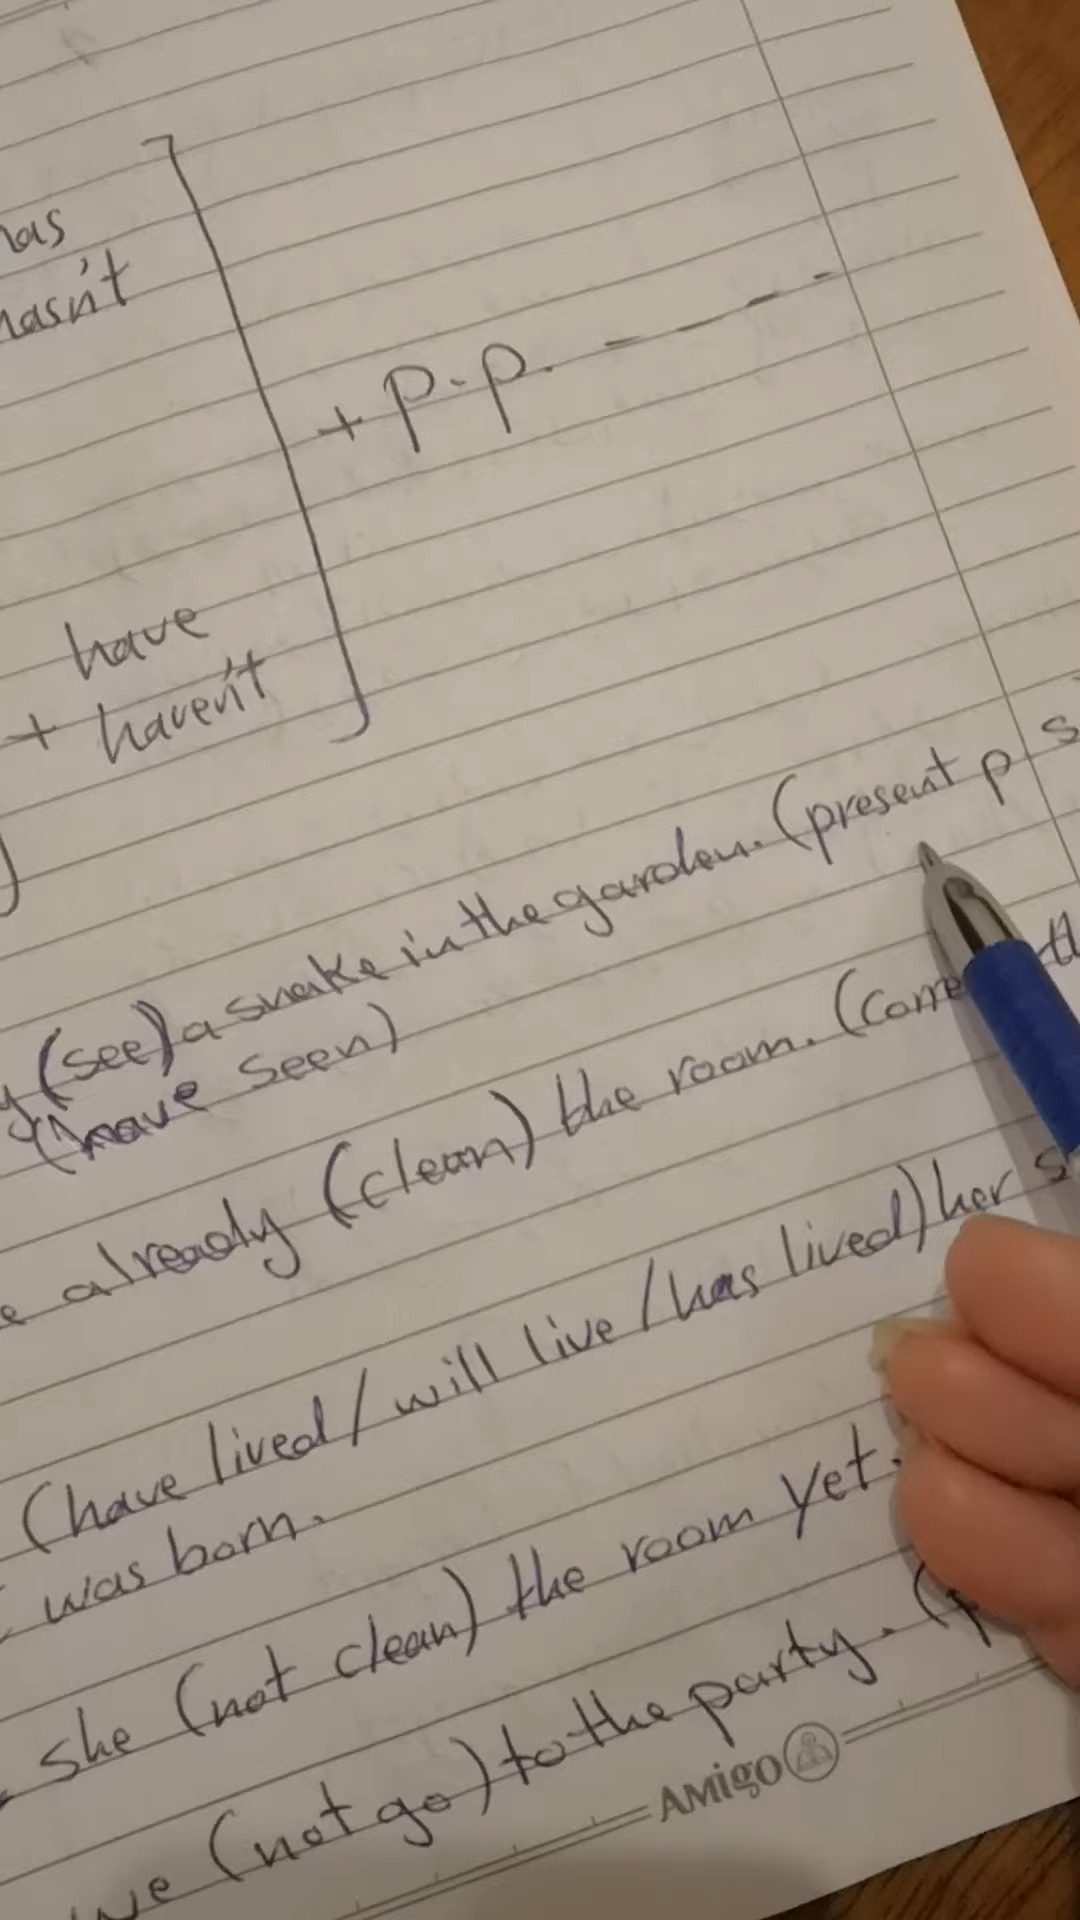 has
hasn't
+ p.p. - - - - -
have
+ haven't
(see) a snake in the garden. (present p s
(have seen)
already (clean) the room. (Corre
(have lived / will live / has lived) her s
was born.
she (not clean) the room yet.
we (not go) to the party. (p
AMigo